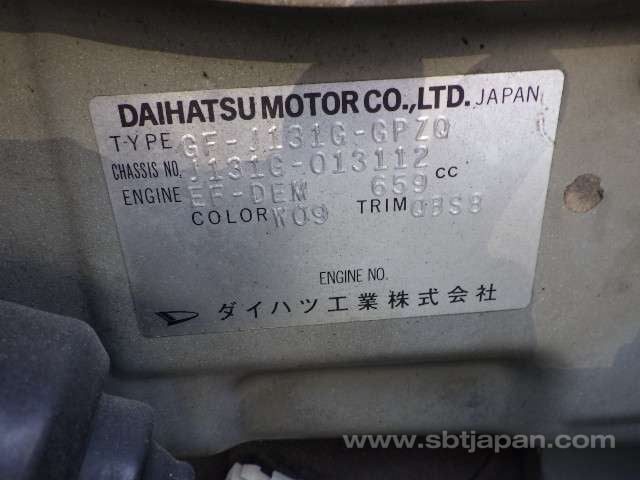 DAIHATSU MOTOR CO.,LTD. JAPAN
TYPE GF-J131G-GPZQ
CHASSIS NO. J131G-013112
ENGINE EF-DEM 659 CC
COLOR W09 TRIM QBS8
ENGINE NO.
ダイハツ工業株式会社
www.sbtjapan.com